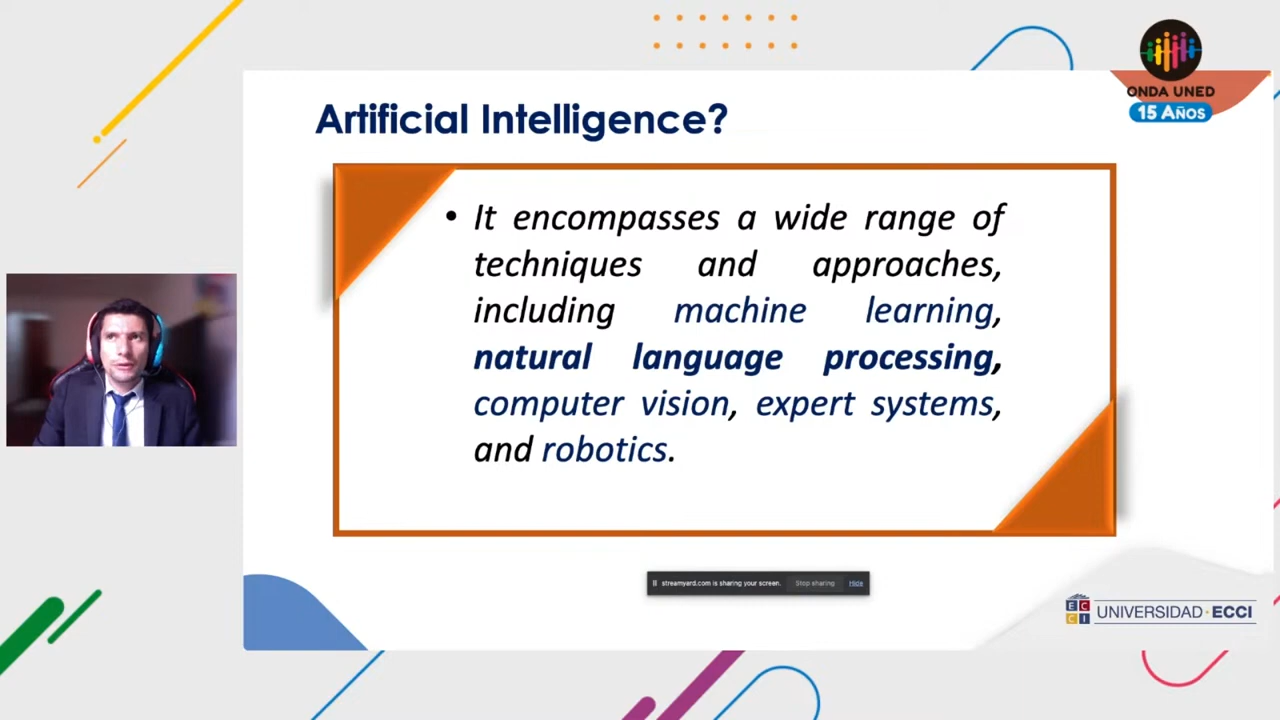 ONDA UNED
15 AÑOS
Artificial Intelligence?
• It encompasses a wide range of
techniques and approaches,
including machine learning,
natural language processing,
computer vision, expert systems,
and robotics.
streamyard.com is sharing your screen. Stop sharing Hide
E C C I UNIVERSIDAD · ECCI